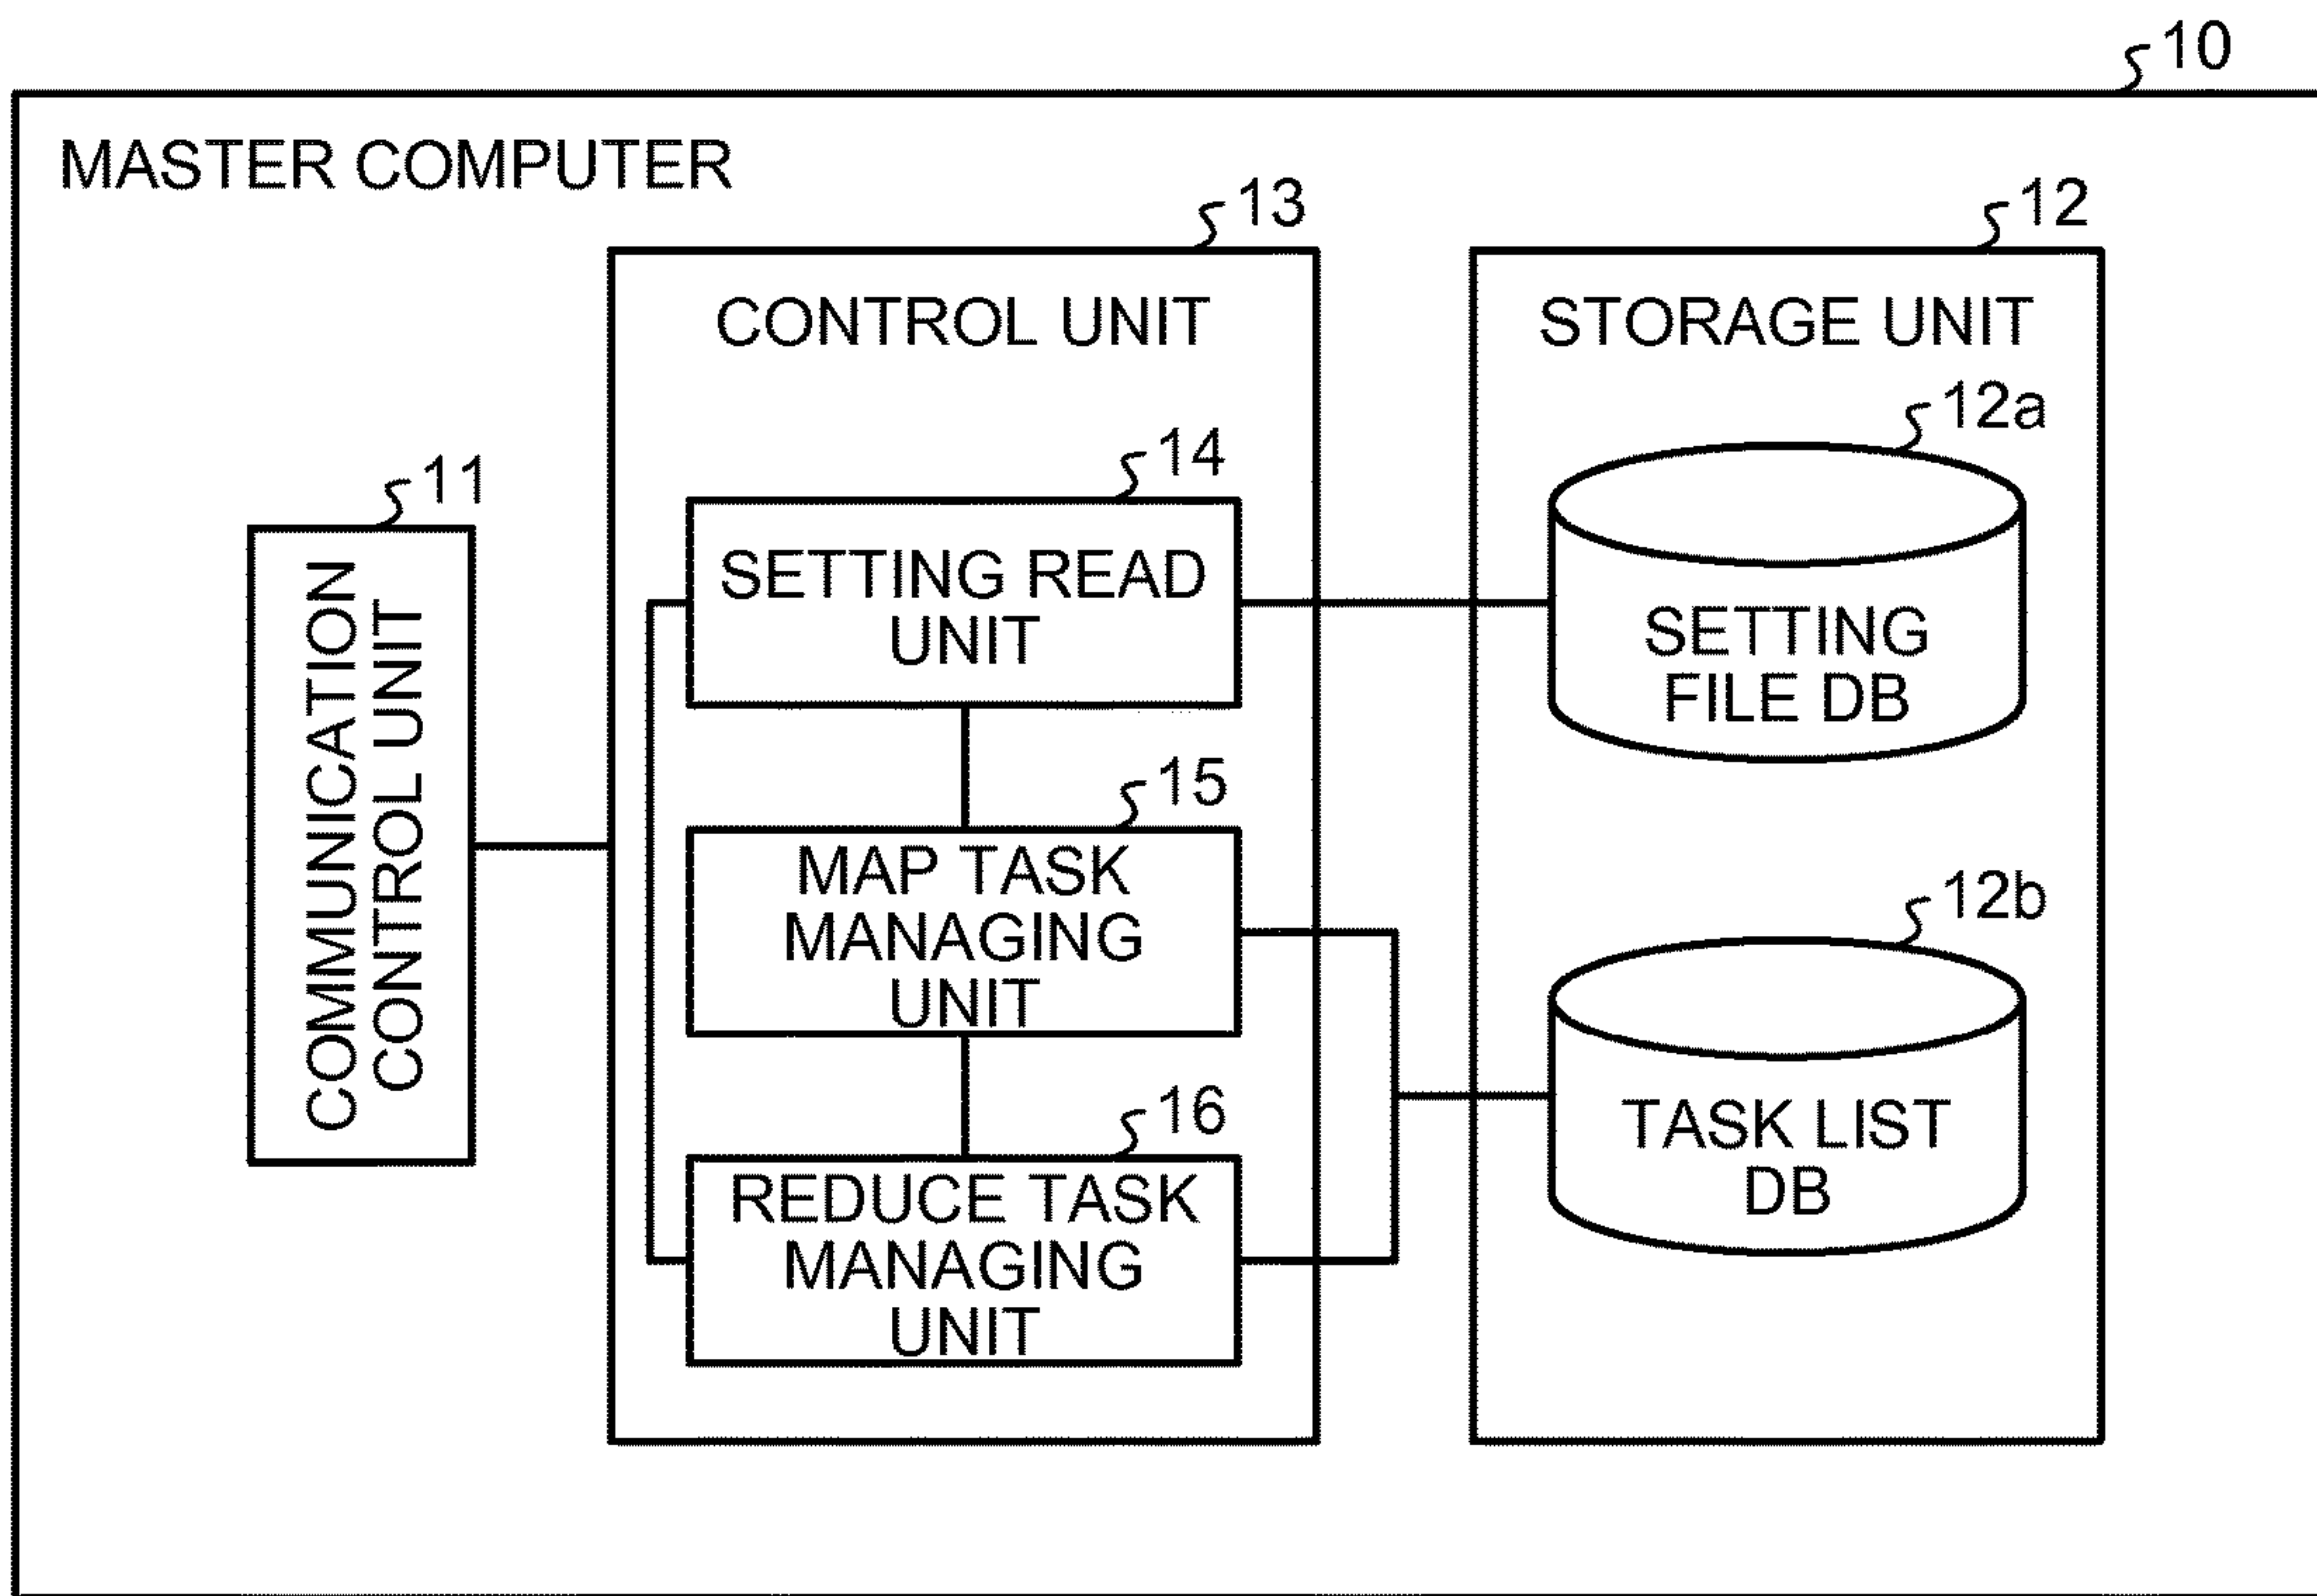 10
MASTER COMPUTER
13
12
CONTROL UNIT
STORAGE UNIT
12a
14
11
SETTING READ
UNIT
SETTING
FILE DB
COMMUNICATION
CONTROL UNIT
15
MAP TASK
MANAGING
UNIT
12b
16
REDUCE TASK
MANAGING
UNIT
TASK LIST
DB